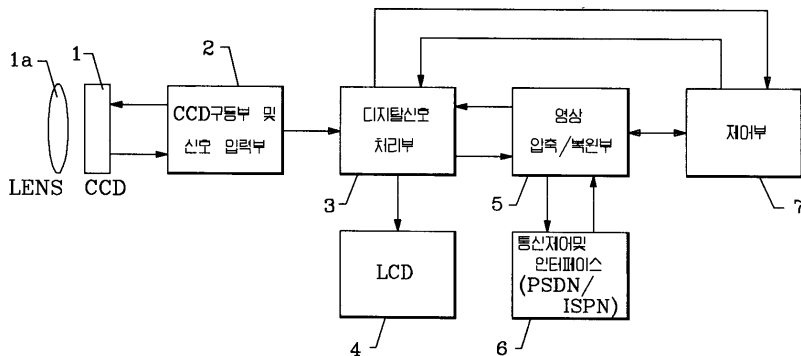 1a
1
2
3
5
7
4
6
LENS
CCD
CCD구동부 및
신호 입력부
디지탈신호
처리부
영상
압축/복원부
제어부
LCD
통신제어및
인터페이스
(PSDN/
ISPN)